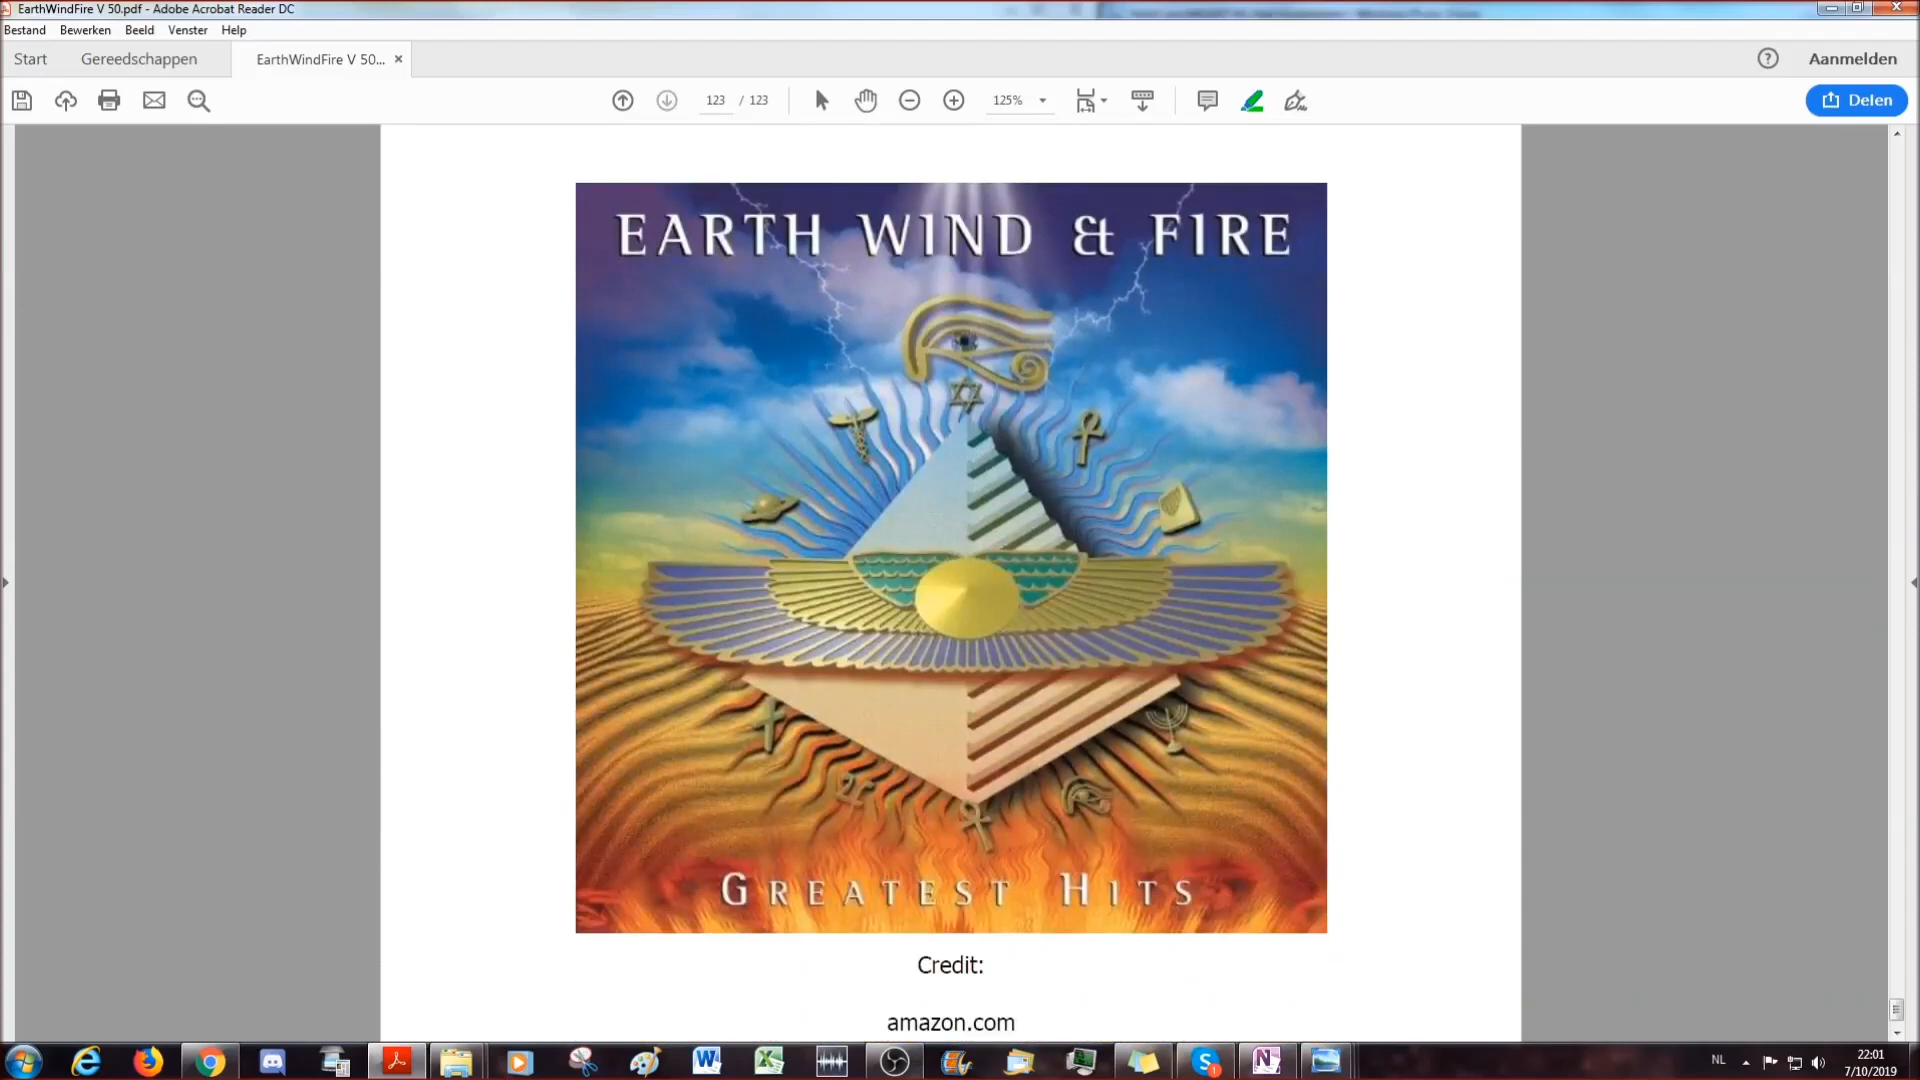 EarthWindFire V 50.pdf - Adobe Acrobat Reader DC
Bestand Bewerken Beeld Venster Help
Start Gereedschappen EarthWindFire V 50... × Aanmelden
123 / 123 125% Delen
EARTH WIND & FIRE
GREATEST HITS
Credit:
amazon.com
NL 22:01
7/10/2019